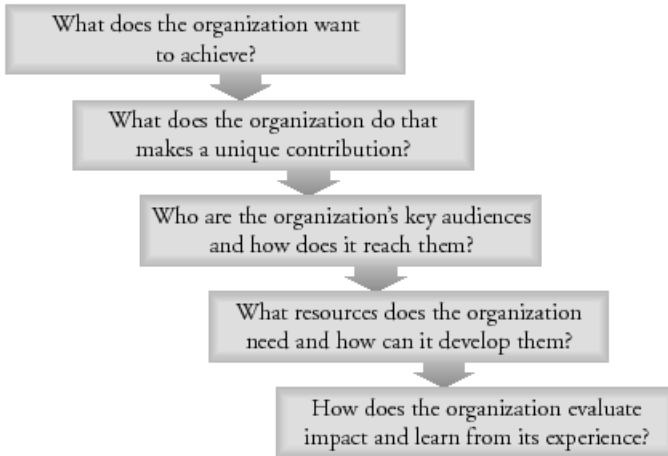 What does the organization want
to achieve?
What does the organization do that
makes a unique contribution?
Who are the organization’s key audiences
and how does it reach them?
What resources does the organization
need and how can it develop them?
How does the organization evaluate
impact and learn from its experience?